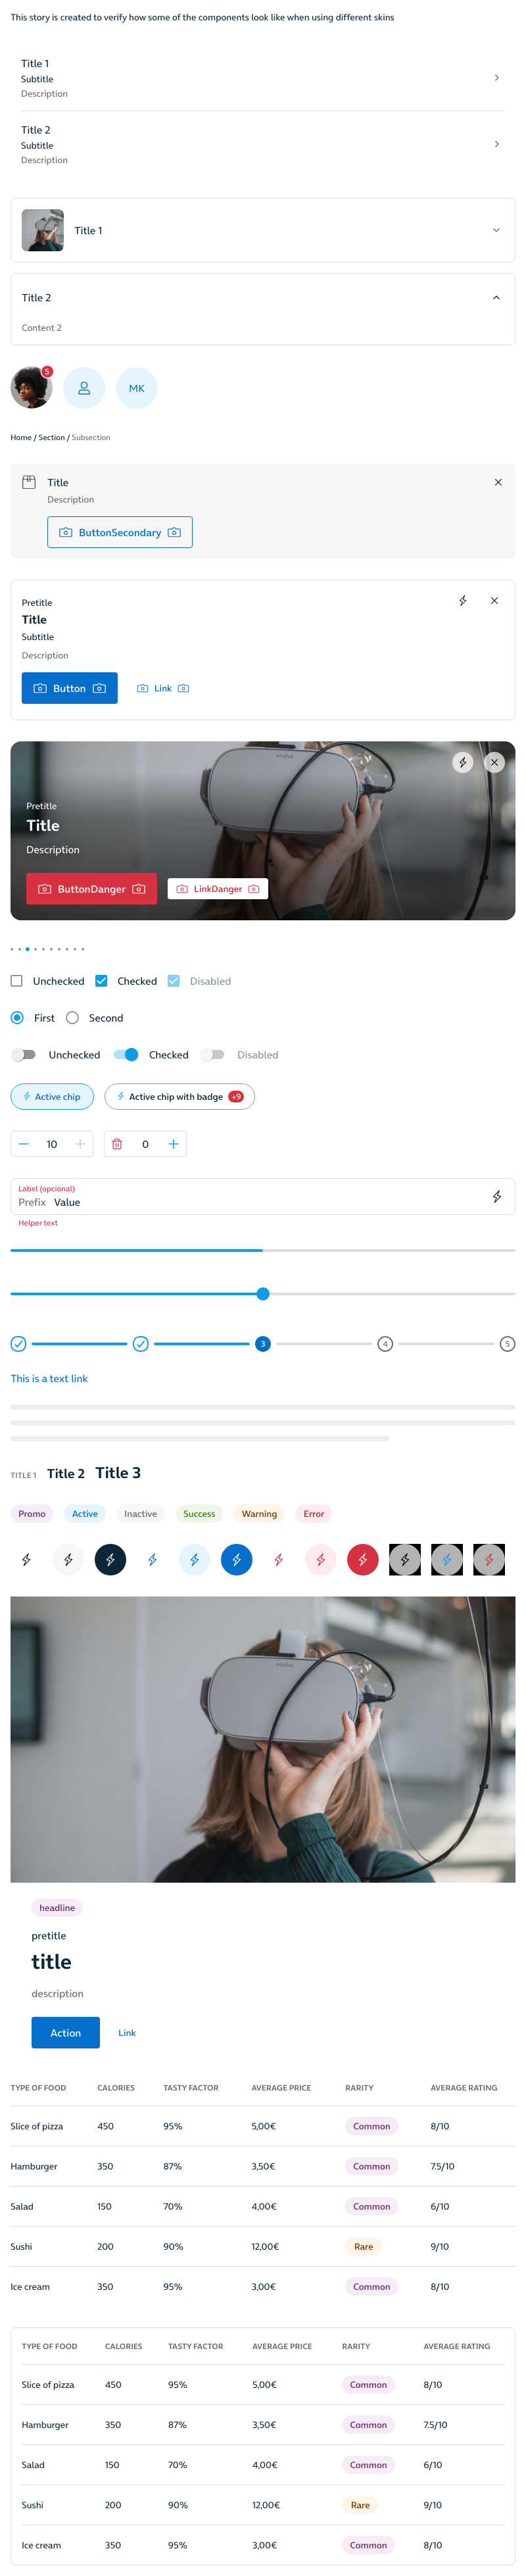 This story is created to verify how some of the components look like when using different skins
Title 1
Subtitle
Description
Title 2
Subtitle
Description
Title 1
Title 2
Content 2
5
MK
Home / Section / Subsection
Title
Description
ButtonSecondary
Pretitle
Title
Subtitle
Description
Button Link
oculus
Pretitle
Title
Description
ButtonDanger LinkDanger
Unchecked Checked Disabled
First Second
Unchecked Checked Disabled
Active chip Active chip with badge +9
10 0
Label (opcional)
Prefix Value
Helper text
3 4 5
This is a text link
TITLE 1 Title 2 Title 3
Promo Active Inactive Success Warning Error
oculus
headline
pretitle
title
description
Action Link
TYPE OF FOOD CALORIES TASTY FACTOR AVERAGE PRICE RARITY AVERAGE RATING
Slice of pizza 450 95% 5,00€ Common 8/10
Hamburger 350 87% 3,50€ Common 7.5/10
Salad 150 70% 4,00€ Common 6/10
Sushi 200 90% 12,00€ Rare 9/10
Ice cream 350 95% 3,00€ Common 8/10
TYPE OF FOOD CALORIES TASTY FACTOR AVERAGE PRICE RARITY AVERAGE RATING
Slice of pizza 450 95% 5,00€ Common 8/10
Hamburger 350 87% 3,50€ Common 7.5/10
Salad 150 70% 4,00€ Common 6/10
Sushi 200 90% 12,00€ Rare 9/10
Ice cream 350 95% 3,00€ Common 8/10